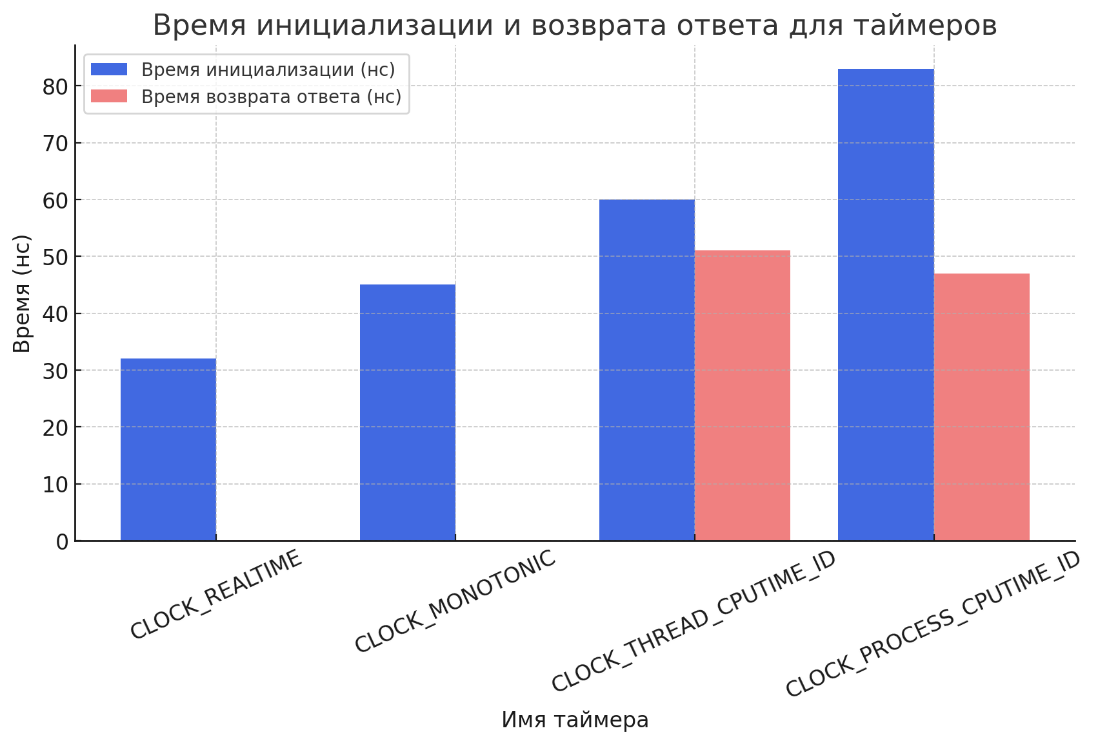 Время инициализации и возврата ответа для таймеров
Время инициализации (нс)
Время возврата ответа (нс)
Время (нс)
80
70
60
50
40
30
20
10
0
CLOCK_REALTIME
CLOCK_MONOTONIC
CLOCK_THREAD_CPUTIME_ID
CLOCK_PROCESS_CPUTIME_ID
Имя таймера